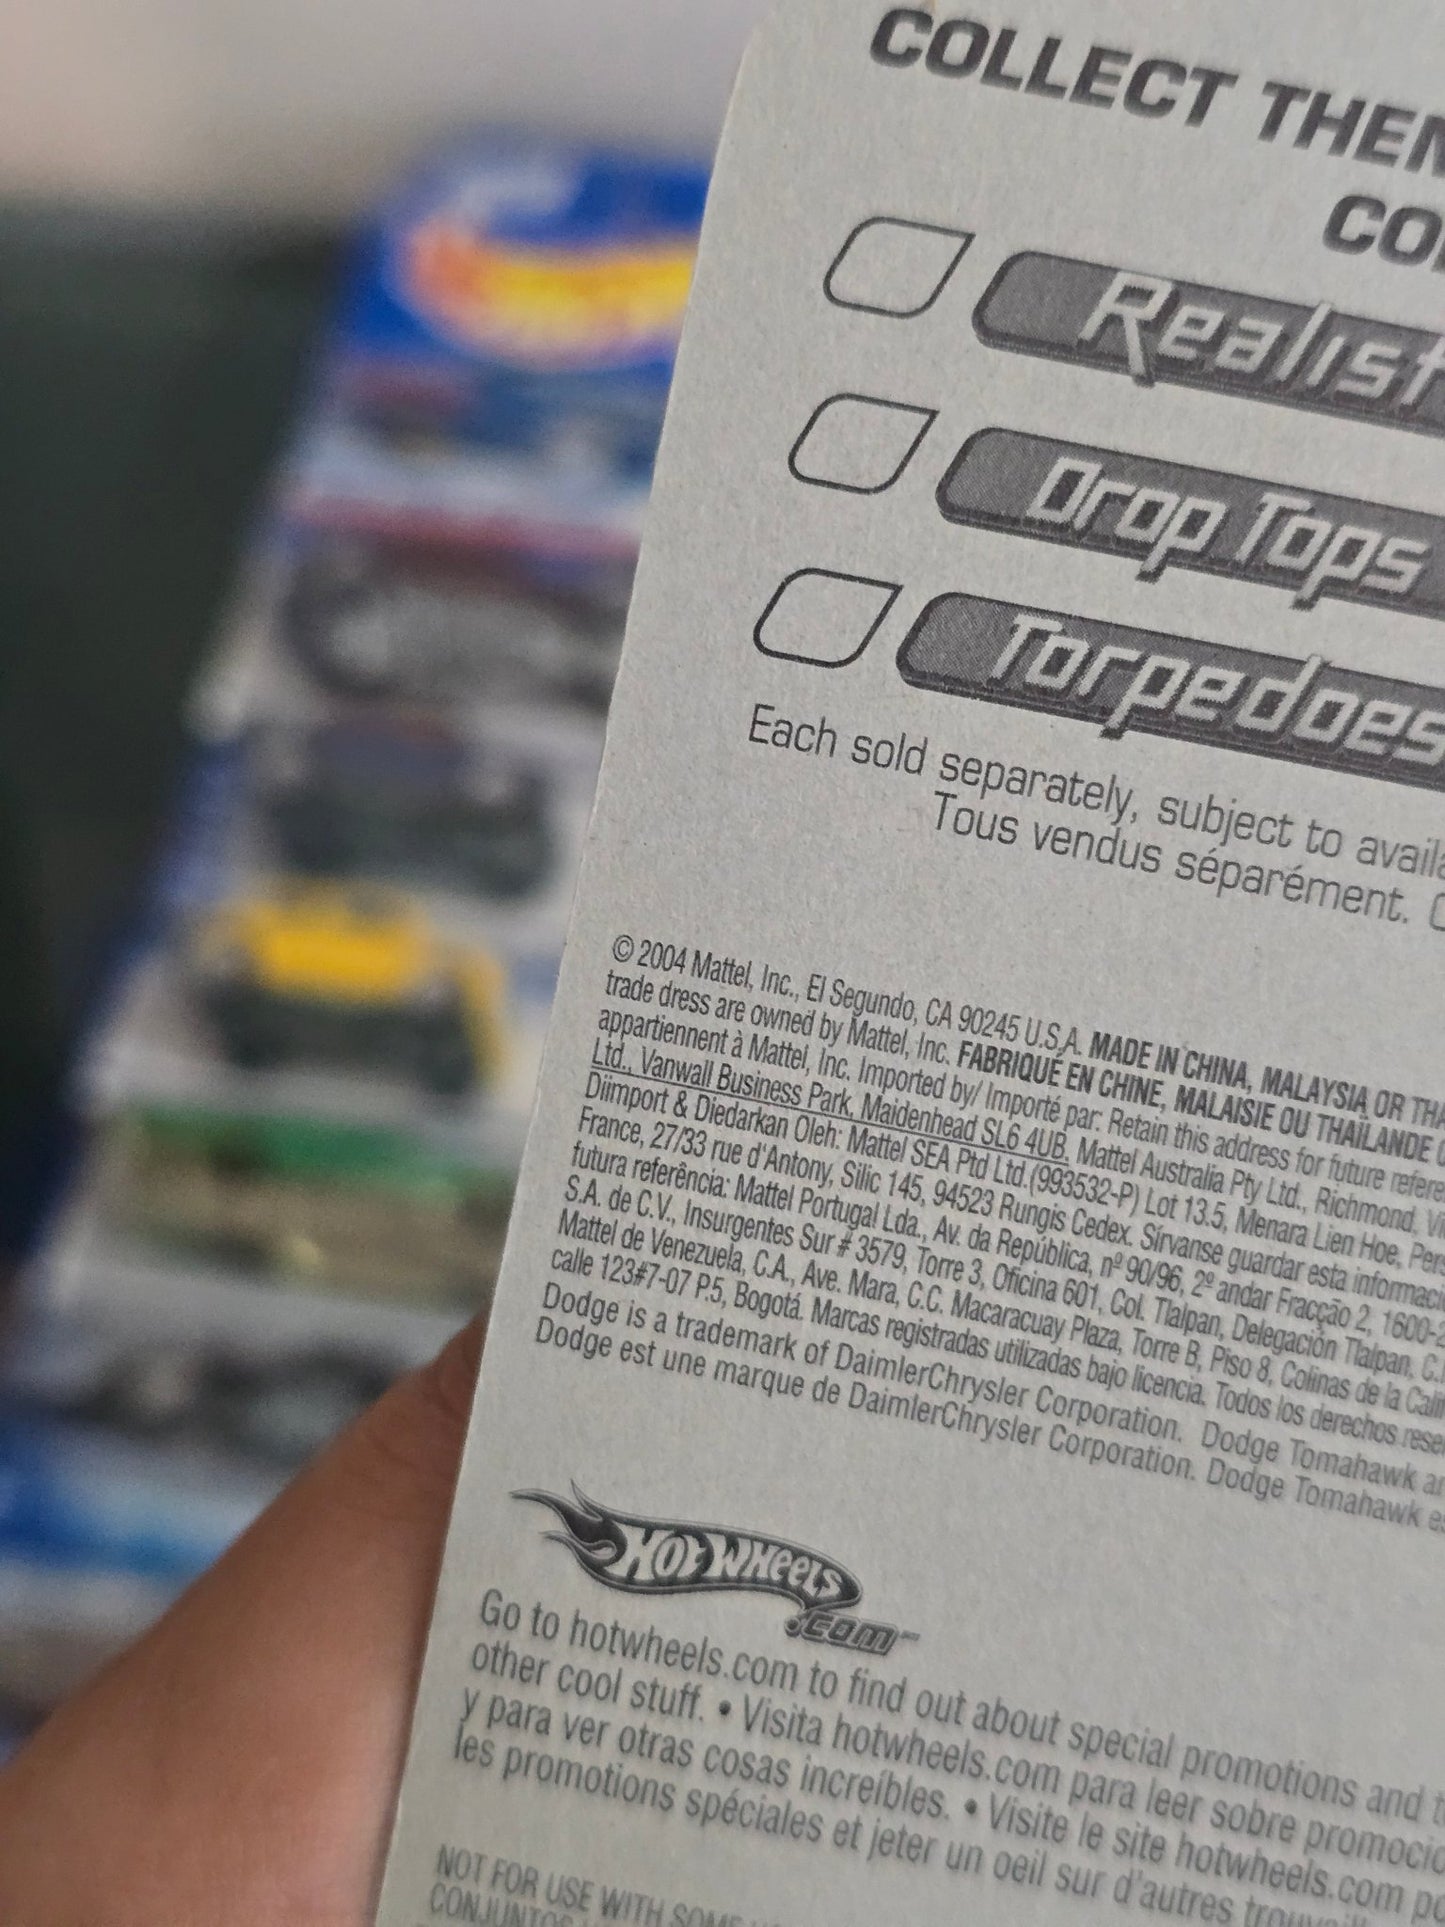 COLLECT THEM
Realist
Drop Tops
Torpedoes
Each sold separately, subject to avail
Tous vendus séparément.
© 2004 Mattel, Inc., El Segundo, CA 90245 U.S.A. MADE IN CHINA, MALAYSIA OR THA
trade dress are owned by Mattel, Inc. FABRIQUÉ EN CHINE, MALAISIE OU THAÏLANDE
appartiennent à Mattel, Inc. Imported by/ Importé par: Retain this address for future refere
Ltd., Vanwall Business Park, Maidenhead SL6 4UB. Mattel Australia Pty Ltd., Richmond,
Diimport & Diedarkan Oleh: Mattel SEA Ptd Ltd.(993532-P) Lot 13.5, Menara Lien Hoe, Pers
France, 27/33 rue d'Antony, Silic 145, 94523 Rungis Cedex. Sírvanse guardar esta informaci
futura referência: Mattel Portugal Lda., Av. da República, nº 90/96, 2º andar Fracção 2, 1600-2
S.A. de C.V., Insurgentes Sur # 3579, Torre 3, Oficina 601, Col. Tlalpan, Delegación Tlalpan, C.
Mattel de Venezuela, C.A., Ave. Mara, C.C. Macaracuay Plaza, Torre B, Piso 8, Colinas de la Calif
calle 123#7-07 P.5, Bogotá. Marcas registradas utilizadas bajo licencia. Todos los derechos rese
Dodge is a trademark of DaimlerChrysler Corporation. Dodge Tomahawk
Dodge est une marque de DaimlerChrysler Corporation. Dodge Tomahawk
HOT WHeeLs
.com™
Go to hotwheels.com to find out about special promotions and
other cool stuff. • Visita hotwheels.com para leer sobre promocio
y para ver otras cosas increíbles. • Visite le site hotwheels.com
les promotions spéciales et jeter un oeil sur d'autres
NOT FOR USE WITH SOME